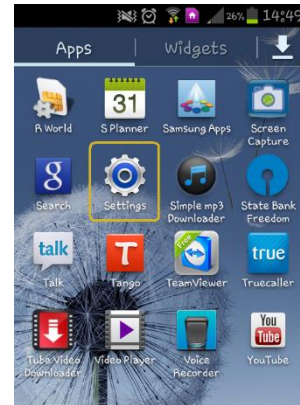 26% 14:49
Apps Widgets
31
R World S Planner Samsung Apps Screen Capture
8
Search Settings Simple mp3 Downloader State Bank Freedom
talk T Free true
Talk Tango TeamViewer Truecaller
You Tube
Tube Video Downloader Video Player Voice Recorder YouTube